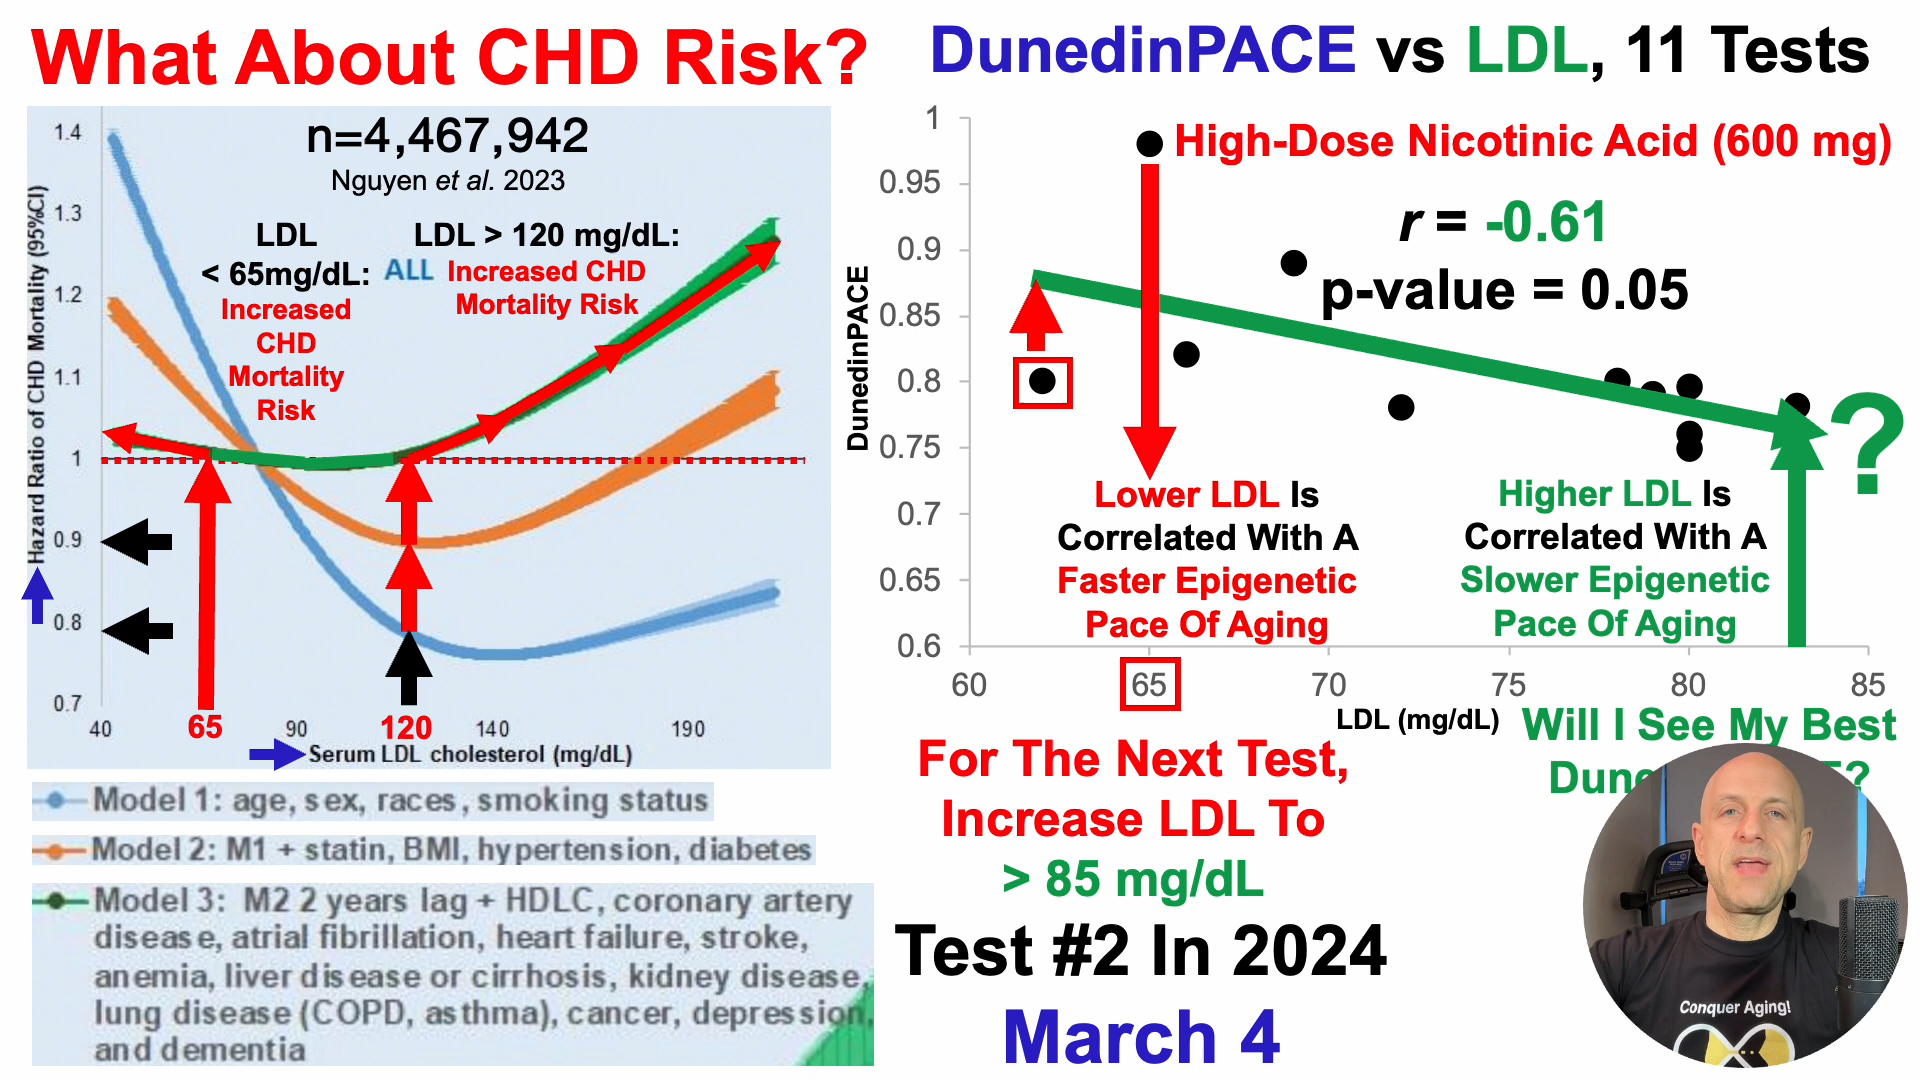 What About CHD Risk?
n=4,467,942
Nguyen et al. 2023
LDL
< 65mg/dL:
Increased
CHD
Mortality
Risk
LDL > 120 mg/dL:
ALL
Increased CHD
Mortality Risk
Hazard Ratio of CHD Mortality (95%CI)
1.4
1.3
1.2
1.1
1
0.9
0.8
0.7
40
65
90
120
140
190
Serum LDL cholesterol (mg/dL)
Model 1: age, sex, races, smoking status
Model 2: M1 + statin, BMI, hypertension, diabetes
Model 3: M2 2 years lag + HDLC, coronary artery
disease, atrial fibrillation, heart failure, stroke,
anemia, liver disease or cirrhosis, kidney disease,
lung disease (COPD, asthma), cancer, depression,
and dementia
DunedinPACE vs LDL, 11 Tests
High-Dose Nicotinic Acid (600 mg)
r = -0.61
p-value = 0.05
DunedinPACE
1
0.95
0.9
0.85
0.8
0.75
0.7
0.65
0.6
?
Lower LDL Is
Correlated With A
Faster Epigenetic
Pace Of Aging
Higher LDL Is
Correlated With A
Slower Epigenetic
Pace Of Aging
60
65
70
75
80
85
LDL (mg/dL)
Will I See My Best
For The Next Test,
Increase LDL To
> 85 mg/dL
Test #2 In 2024
March 4
Conquer Aging!